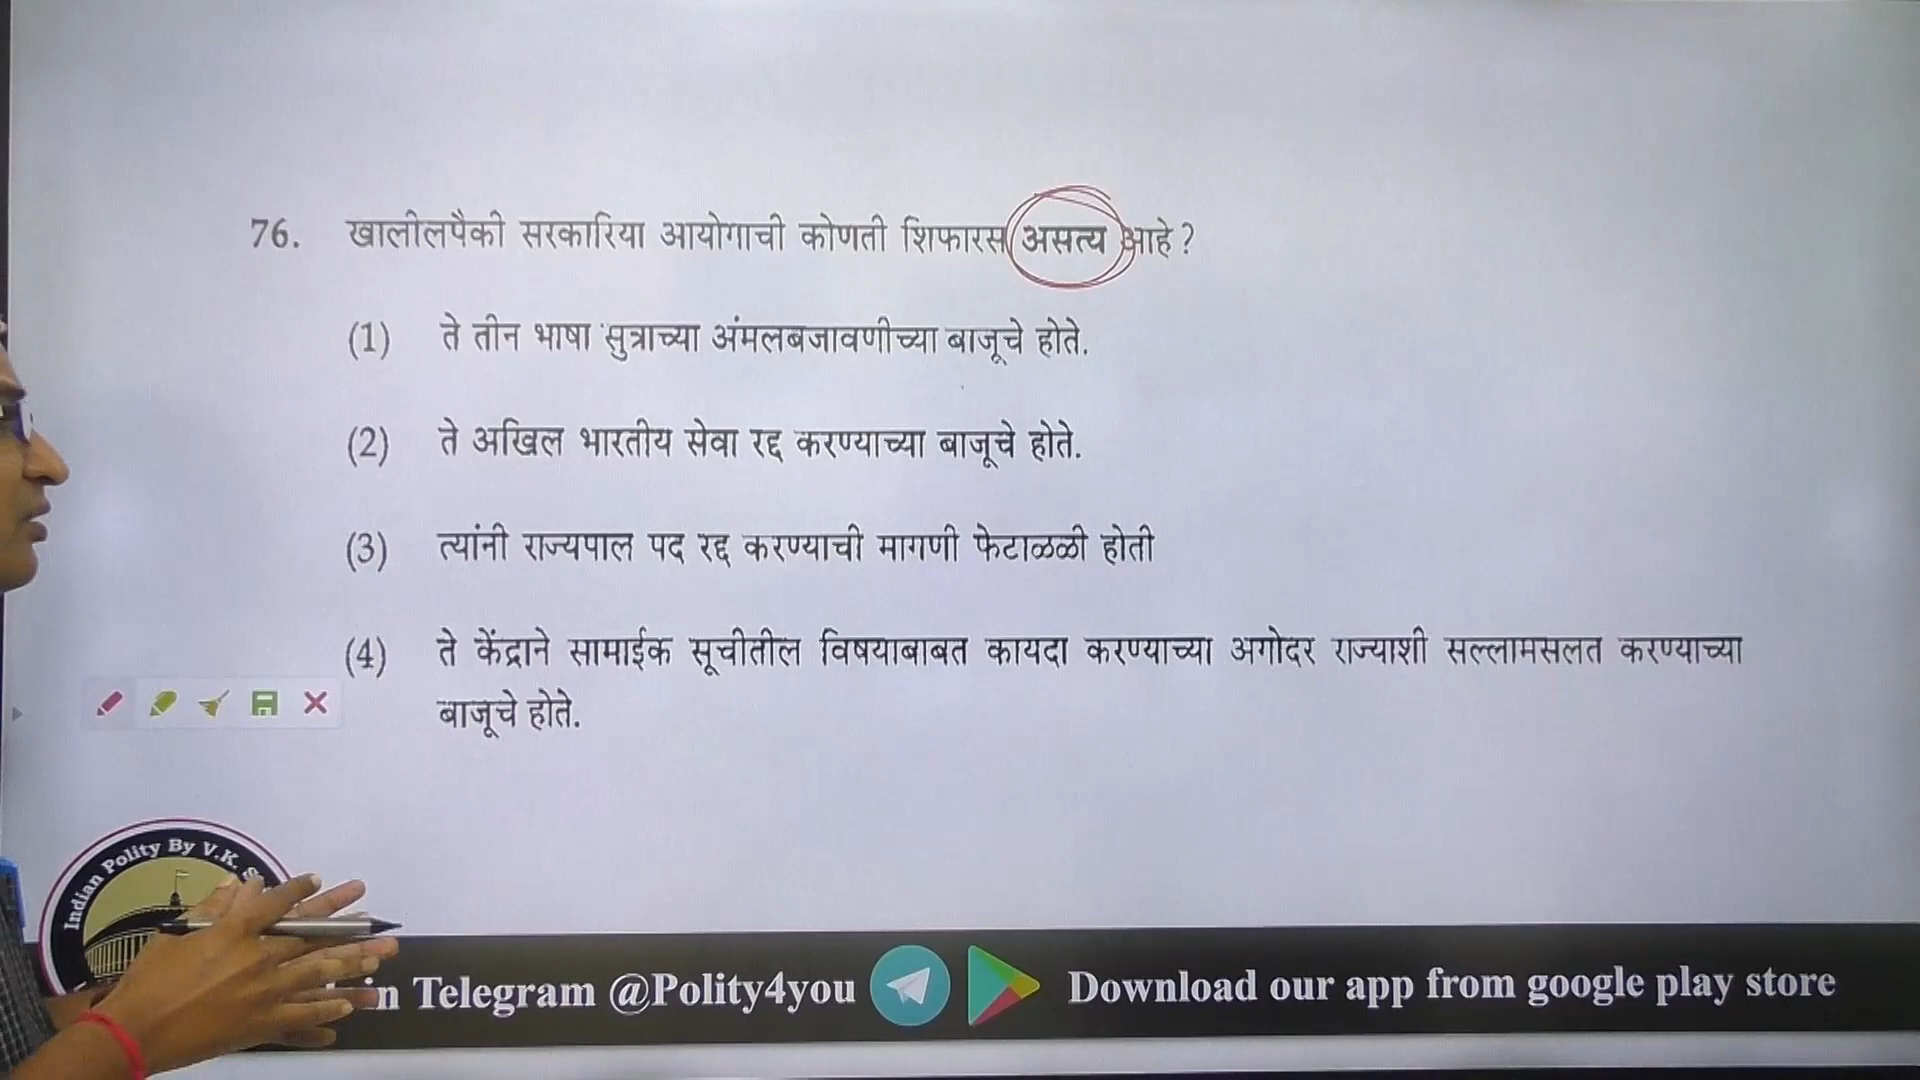 76. खालीलपैकी सरकारिया आयोगाची कोणती शिफारस असत्य आहे ?
(1) ते तीन भाषा सुत्राच्या अंमलबजावणीच्या बाजूचे होते.
(2) ते अखिल भारतीय सेवा रद्द करण्याच्या बाजूचे होते.
(3) त्यांनी राज्यपाल पद रद्द करण्याची मागणी फेटाळळी होती
(4) ते केंद्राने सामाईक सूचीतील विषयाबाबत कायदा करण्याच्या अगोदर राज्याशी सल्लामसलत करण्याच्या
बाजूचे होते.
Indian Polity By V.K.
in Telegram @Polity4you Download our app from google play store